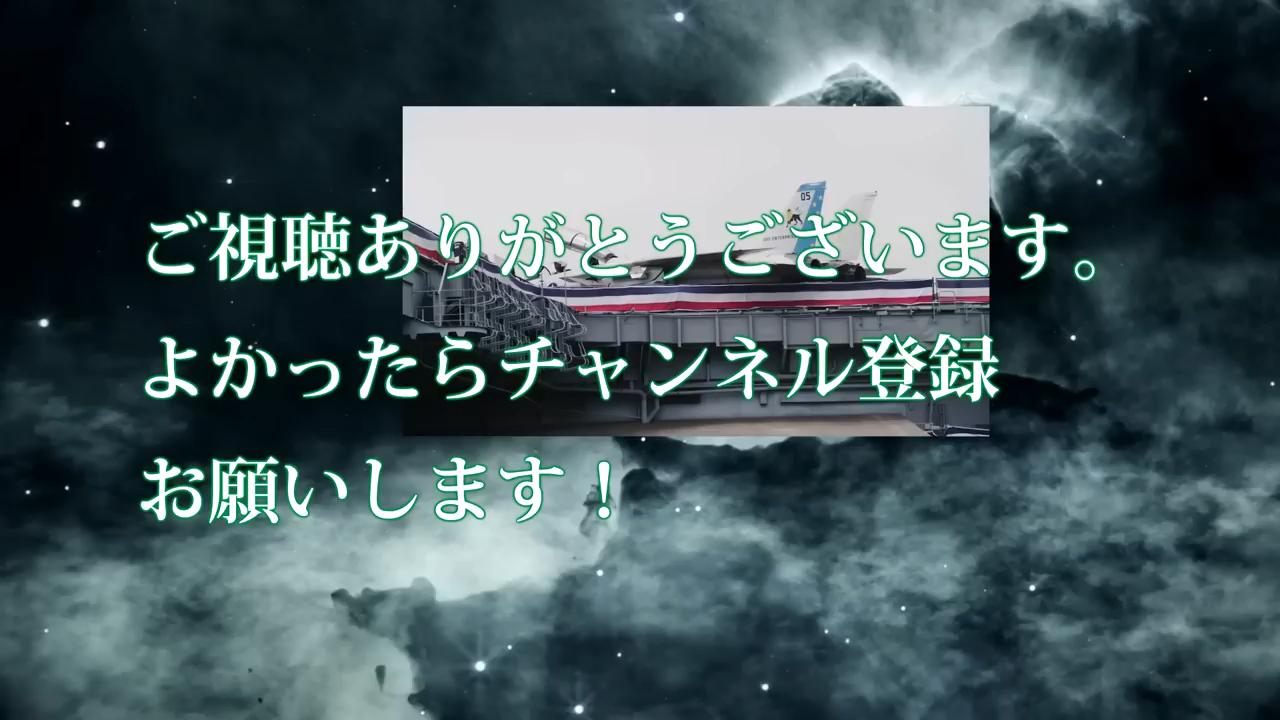 ご視聴ありがとうございます。
よかったらチャンネル登録
お願いします！
05